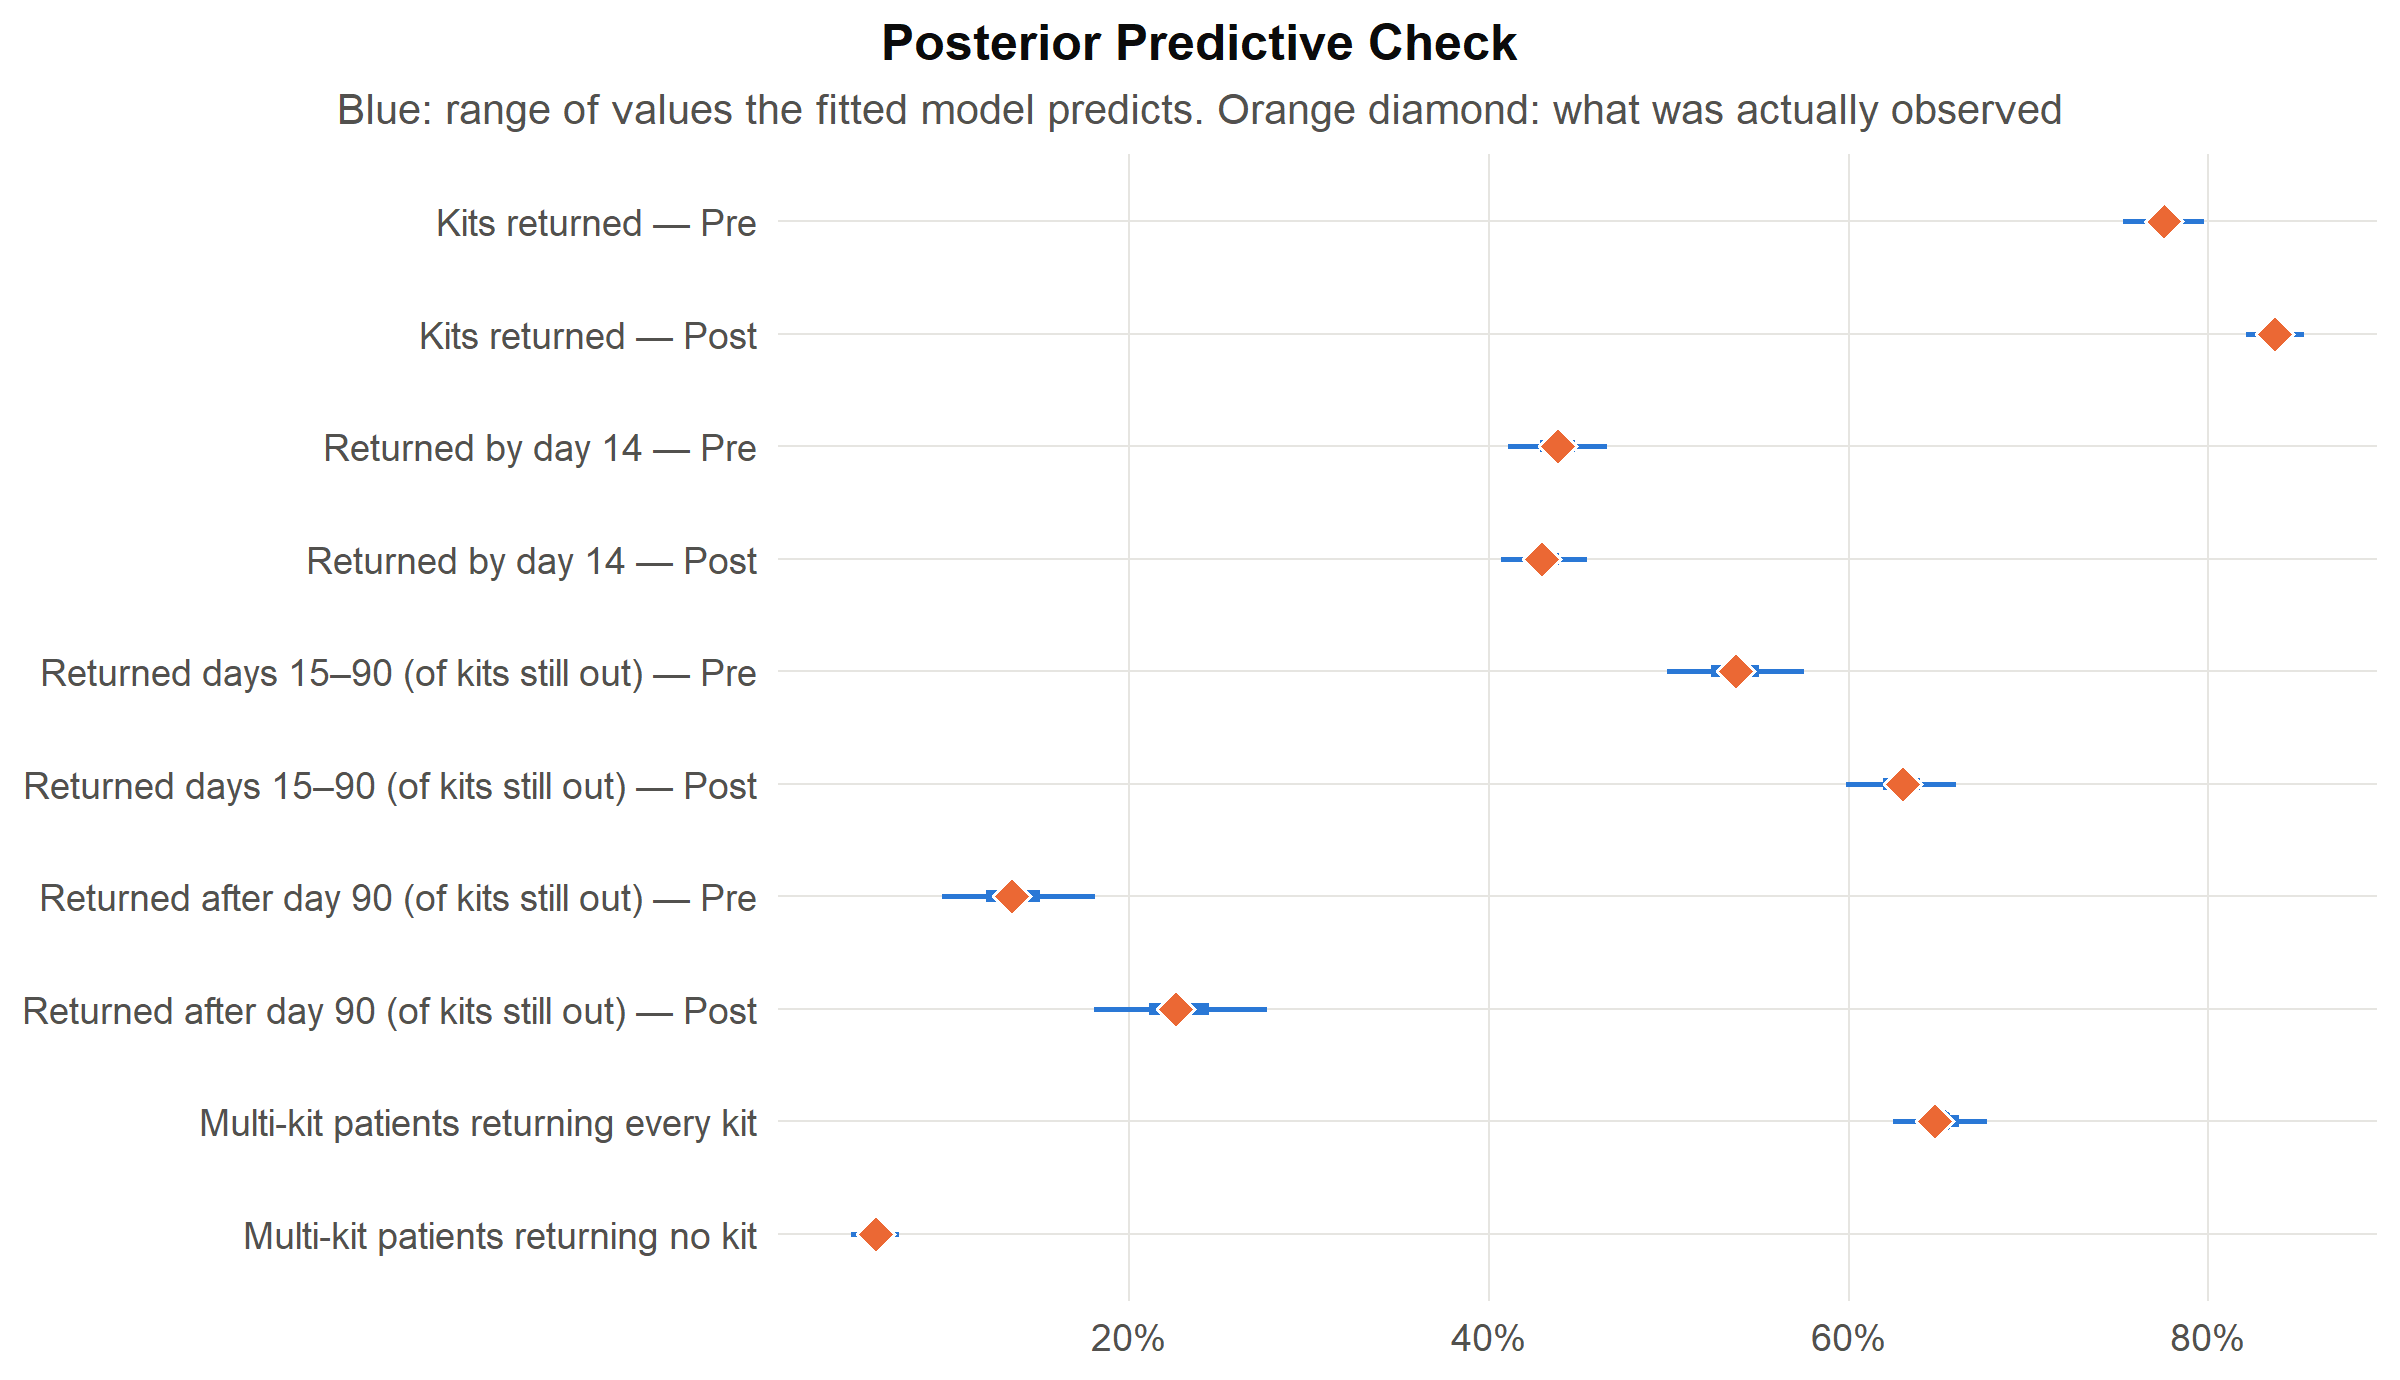 Posterior Predictive Check
Blue: range of values the fitted model predicts. Orange diamond: what was actually observed
Kits returned — Pre
Kits returned — Post
Returned by day 14 — Pre
Returned by day 14 — Post
Returned days 15–90 (of kits still out) — Pre
Returned days 15–90 (of kits still out) — Post
Returned after day 90 (of kits still out) — Pre
Returned after day 90 (of kits still out) — Post
Multi-kit patients returning every kit
Multi-kit patients returning no kit
20% 40% 60% 80%